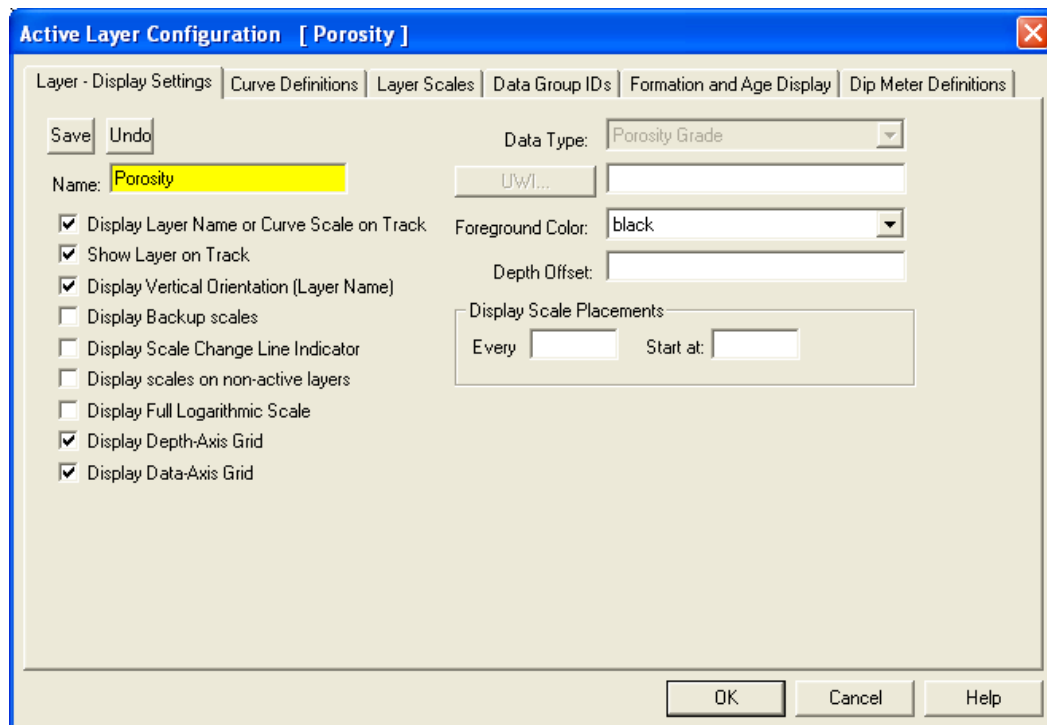 Active Layer Configuration [ Porosity ]
Layer - Display Settings Curve Definitions Layer Scales Data Group IDs Formation and Age Display Dip Meter Definitions
Save Undo
Name: Porosity
Display Layer Name or Curve Scale on Track
Show Layer on Track
Display Vertical Orientation (Layer Name)
Display Backup scales
Display Scale Change Line Indicator
Display scales on non-active layers
Display Full Logarithmic Scale
Display Depth-Axis Grid
Display Data-Axis Grid
Data Type: Porosity Grade
UWI...
Foreground Color: black
Depth Offset:
Display Scale Placements
Every Start at:
OK Cancel Help